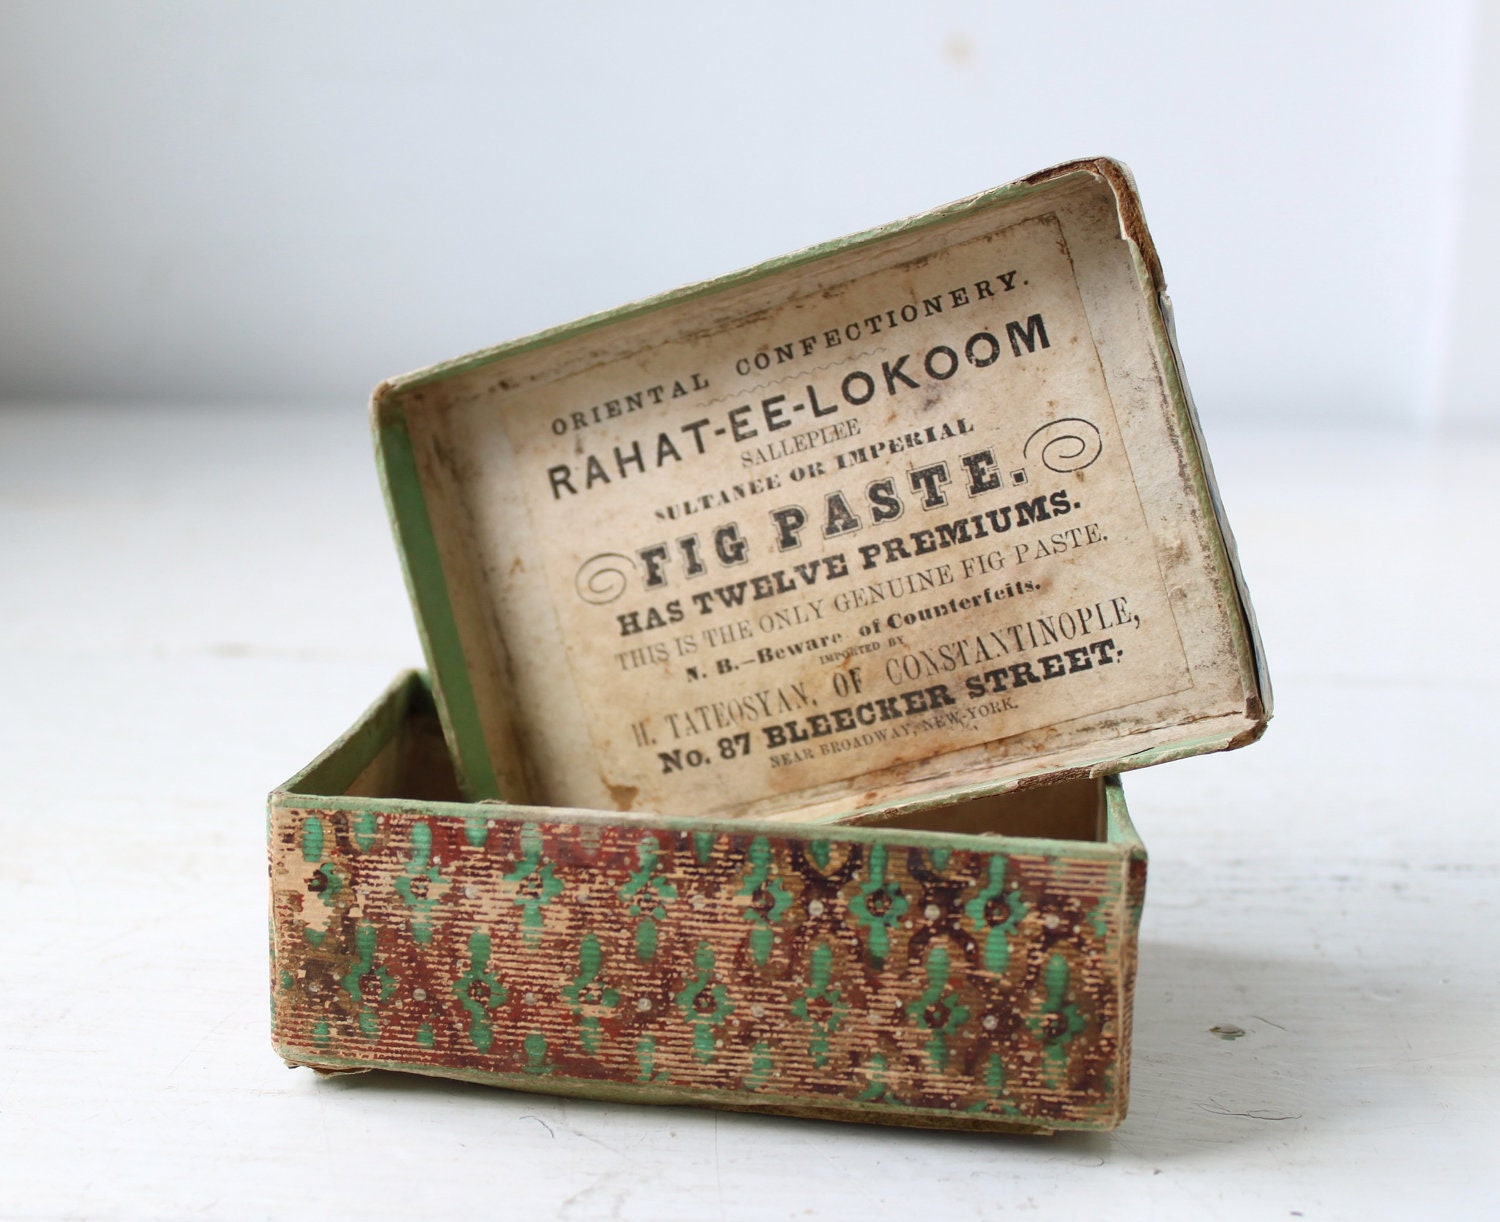 ORIENTAL CONFECTIONERY.
RAHAT-EE-LOKOOM
SALLEPLEE
SULTANEE OR IMPERIAL
FIG PASTE.
HAS TWELVE PREMIUMS.
THIS IS THE ONLY GENUINE FIG PASTE.
N. B.—Beware of Counterfeits.
IMPORTED BY
H. TATEOSYAN, OF CONSTANTINOPLE,
No. 87 BLEECKER STREET.
NEAR BROADWAY, NEW-YORK.